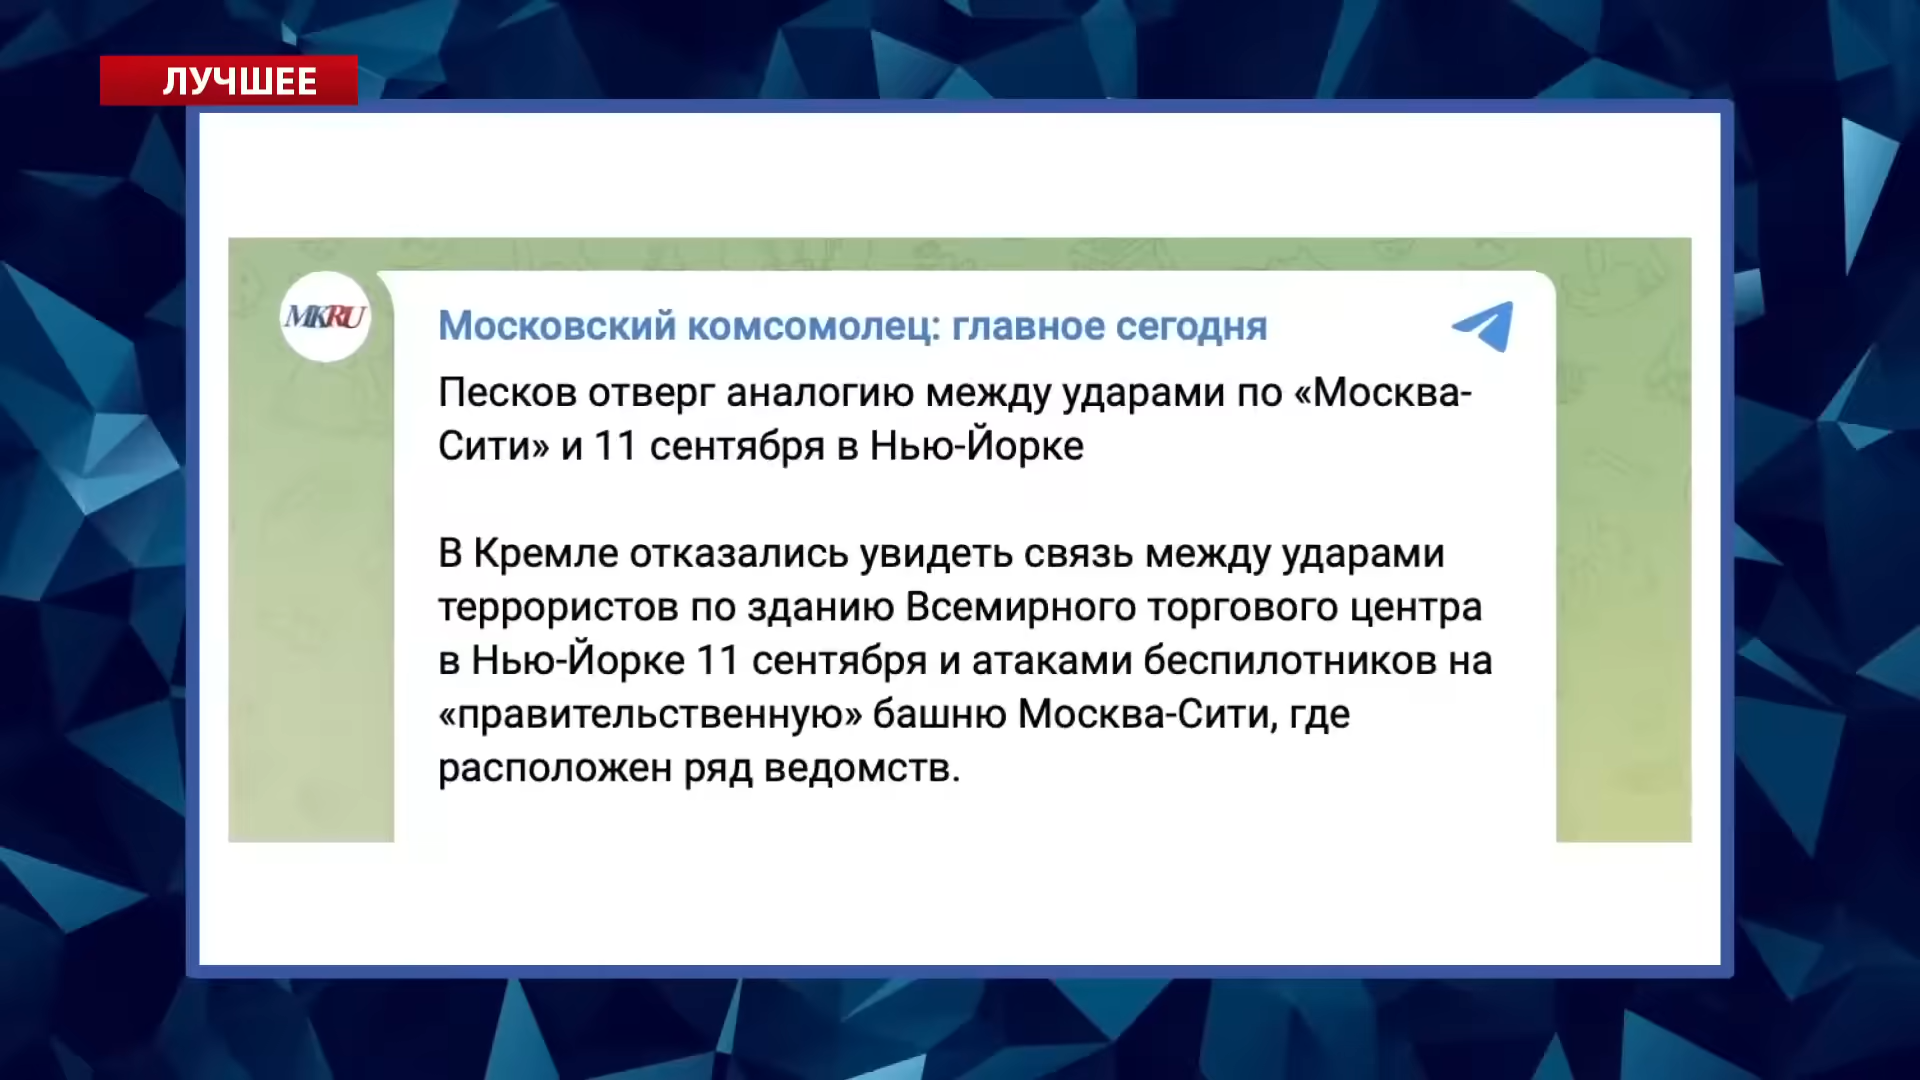 ЛУЧШЕЕ
MKRU
Московский комсомолец: главное сегодня
Песков отверг аналогию между ударами по «Москва-
Сити» и 11 сентября в Нью-Йорке
В Кремле отказались увидеть связь между ударами
террористов по зданию Всемирного торгового центра
в Нью-Йорке 11 сентября и атаками беспилотников на
«правительственную» башню Москва-Сити, где
расположен ряд ведомств.